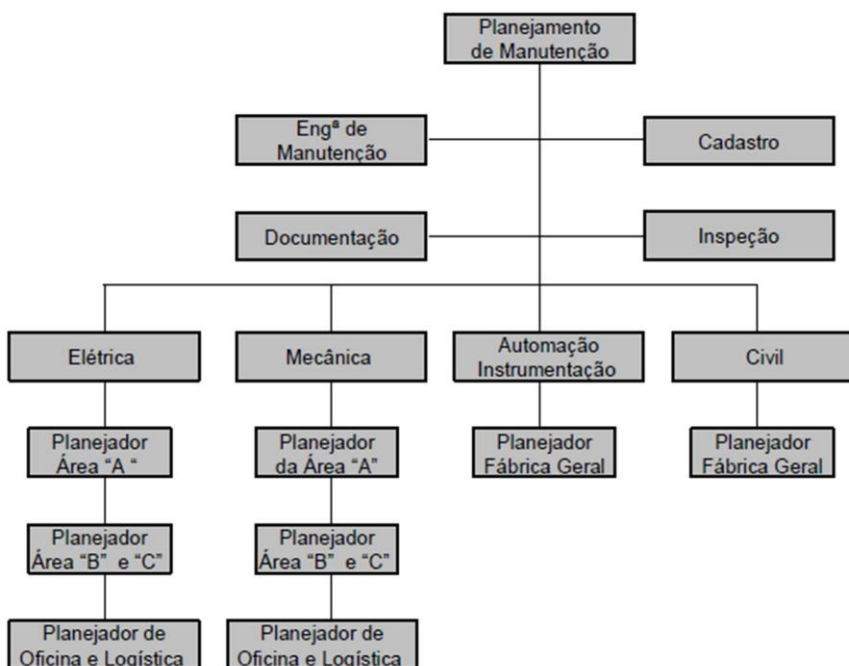 Planejamento
de Manutenção
Engª de
Manutenção
Cadastro
Documentação
Inspeção
Elétrica
Mecânica
Automação
Instrumentação
Civil
Planejador
Área “A “
Planejador
da Área “A”
Planejador
Fábrica Geral
Planejador
Fábrica Geral
Planejador
Área “B” e “C”
Planejador
Área “B” e “C”
Planejador de
Oficina e Logística
Planejador de
Oficina e Logística